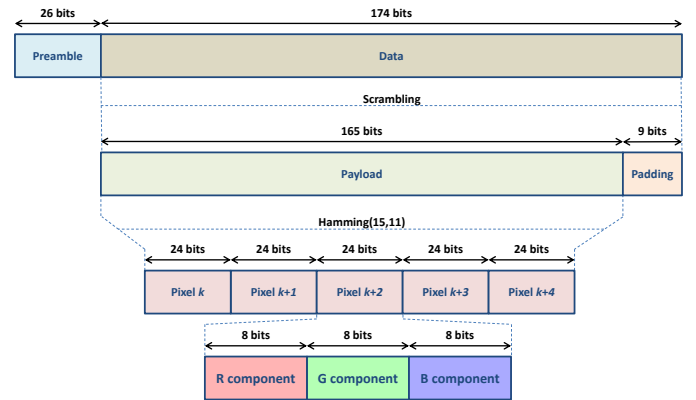 26 bits 174 bits
Preamble Data
Scrambling
165 bits 9 bits
Payload Padding
Hamming(15,11)
24 bits 24 bits 24 bits 24 bits 24 bits
Pixel k Pixel k+1 Pixel k+2 Pixel k+3 Pixel k+4
8 bits 8 bits 8 bits
R component G component B component